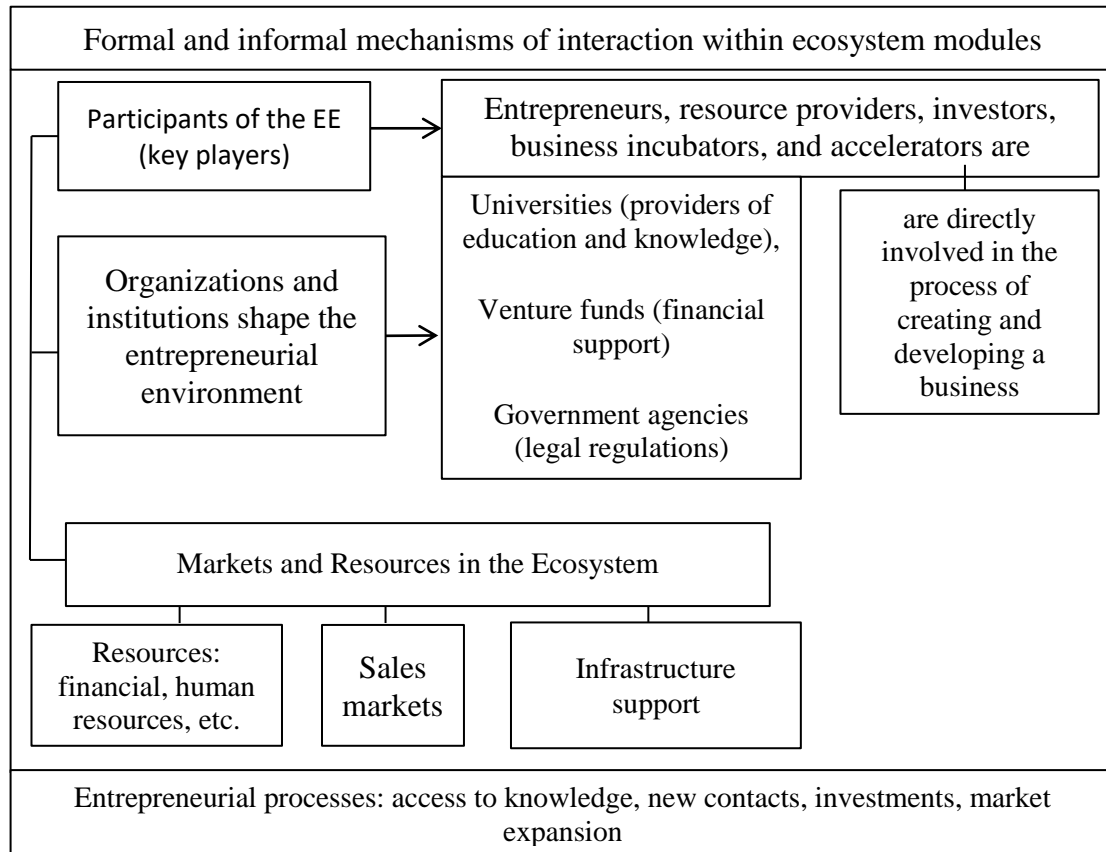 Formal and informal mechanisms of interaction within ecosystem modules
Participants of the EE
(key players)
Entrepreneurs, resource providers, investors,
business incubators, and accelerators are
Universities (providers of
education and knowledge),
Venture funds (financial
support)
Government agencies
(legal regulations)
are directly
involved in the
process of
creating and
developing a
business
Organizations and
institutions shape the
entrepreneurial
environment
Markets and Resources in the Ecosystem
Resources:
financial, human
resources, etc.
Sales
markets
Infrastructure
support
Entrepreneurial processes: access to knowledge, new contacts, investments, market
expansion